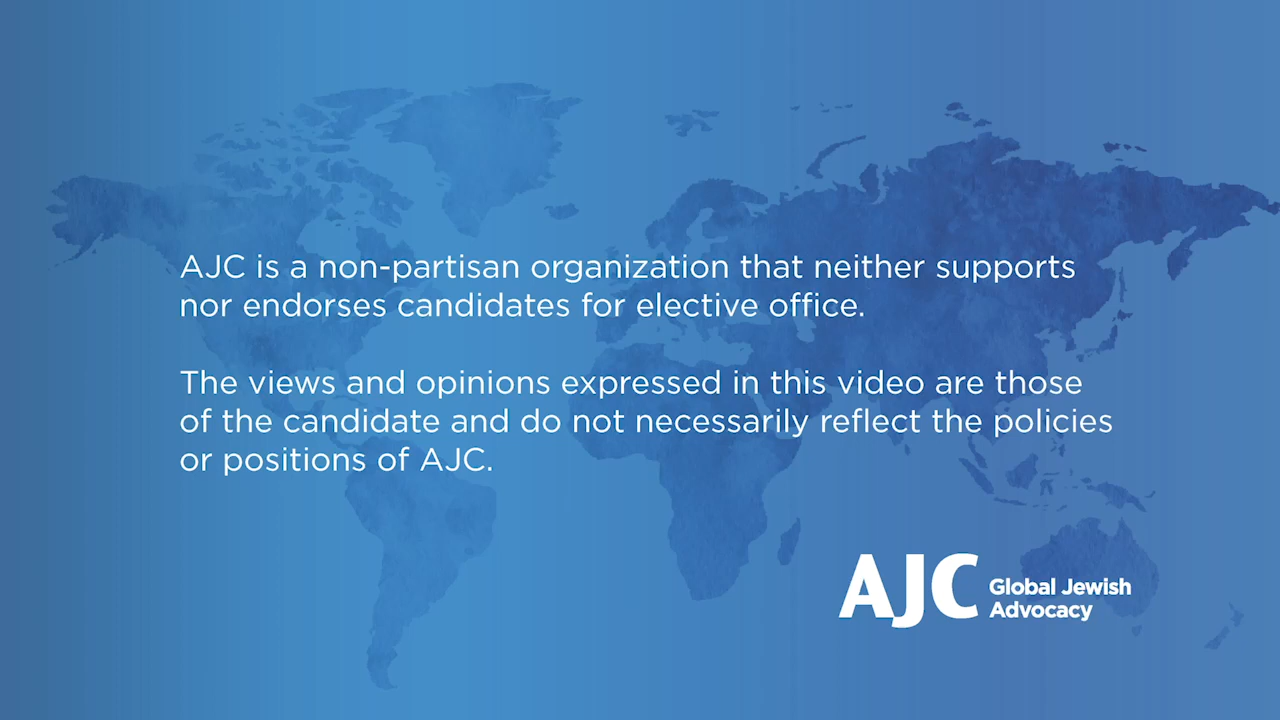 AJC is a non-partisan organization that neither supports
nor endorses candidates for elective office.
The views and opinions expressed in this video are those
of the candidate and do not necessarily reflect the policies
or positions of AJC.
AJC Global Jewish
Advocacy